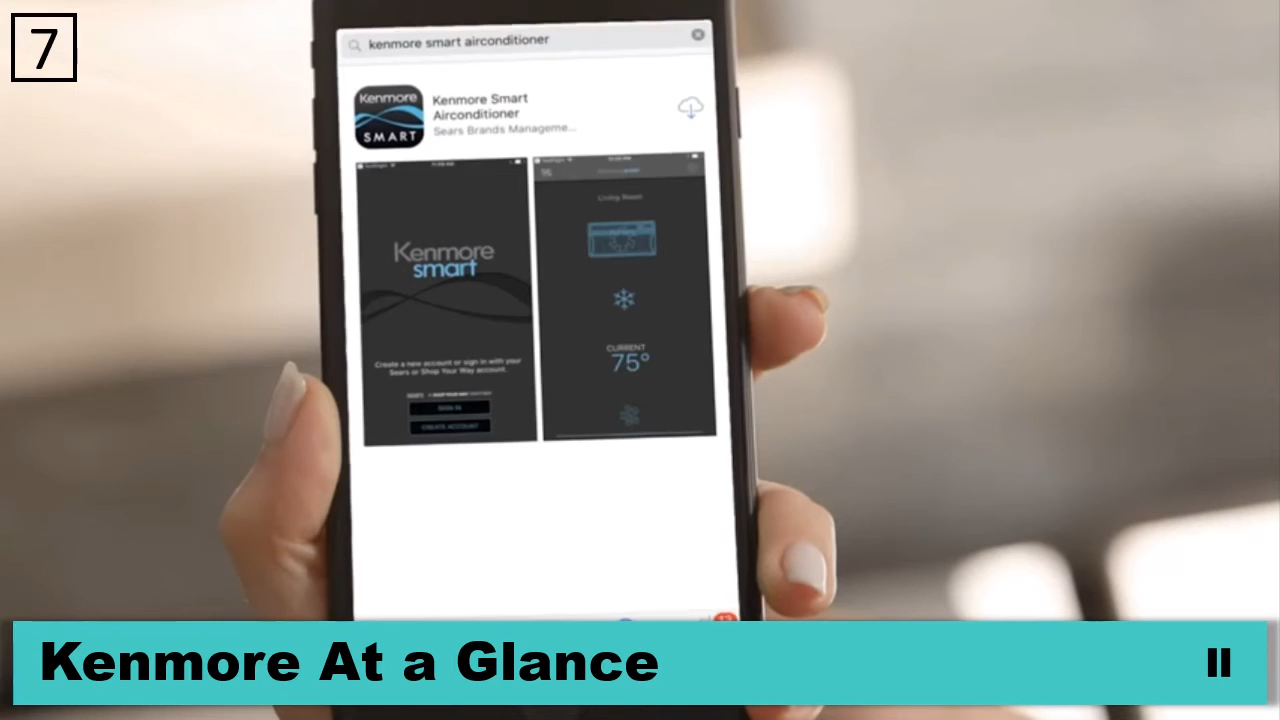 7
kenmore smart airconditioner
Kenmore
SMART
Kenmore Smart
Airconditioner
Sears Brands Manageme...
Kenmore
smart
Create a new account or sign in with your
Sears or Shop Your Way account.
SIGN IN
CREATE ACCOUNT
Living Room
CURRENT
75°
Kenmore At a Glance